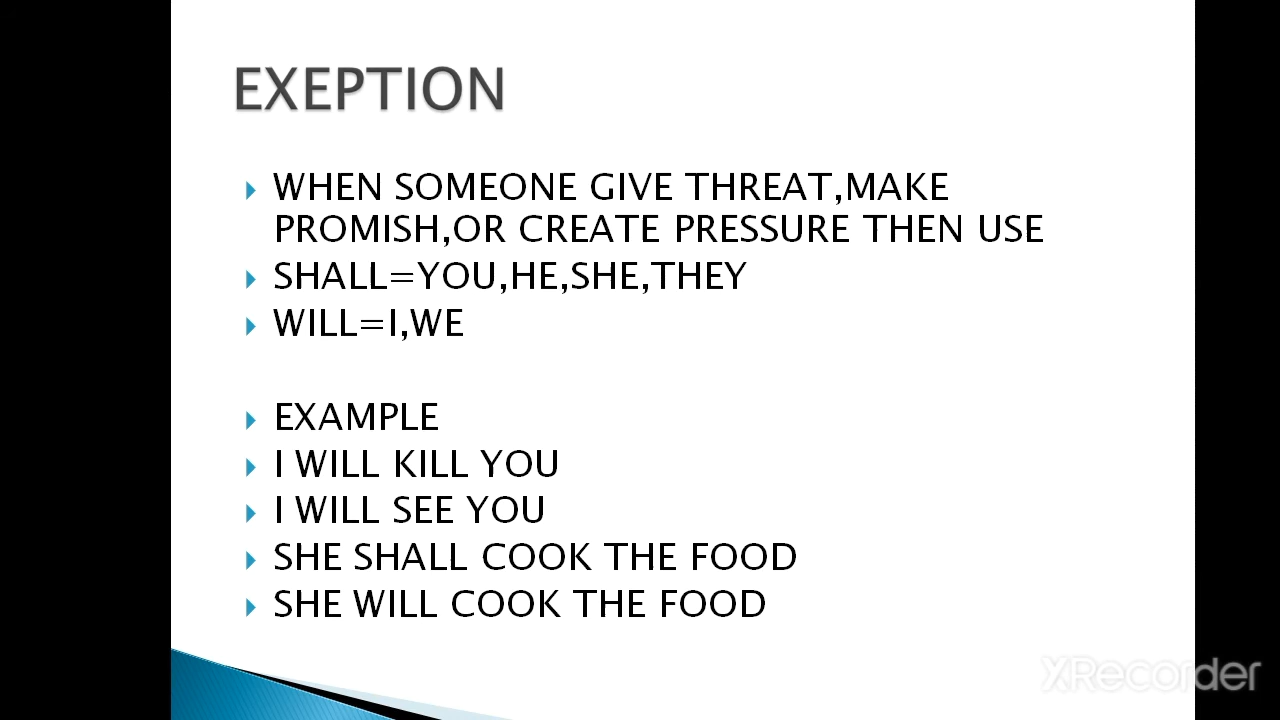 EXEPTION
WHEN SOMEONE GIVE THREAT,MAKE
PROMISH,OR CREATE PRESSURE THEN USE
SHALL=YOU,HE,SHE,THEY
WILL=I,WE
EXAMPLE
I WILL KILL YOU
I WILL SEE YOU
SHE SHALL COOK THE FOOD
SHE WILL COOK THE FOOD
XRecorder